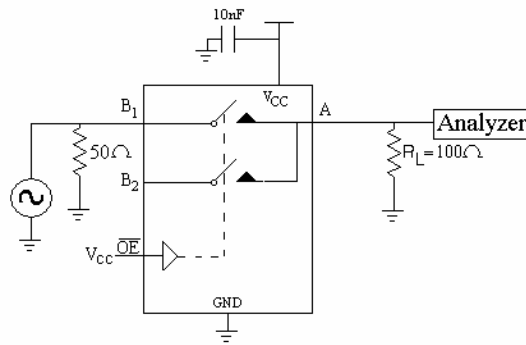 10nF
B1
VCC
A
Analyzer
50Ω
RL=100Ω
B2
VCC
OE
GND